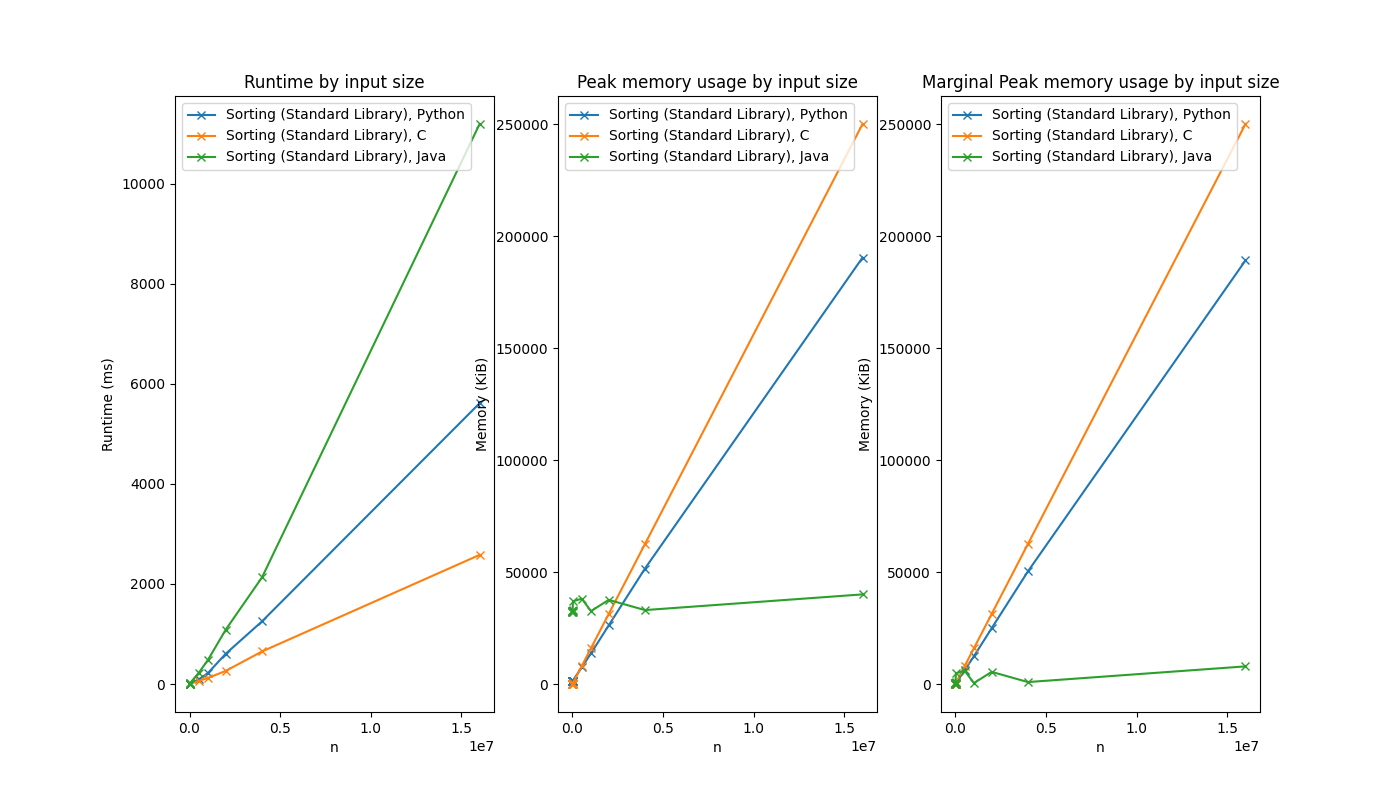 Runtime by input size
Sorting (Standard Library), Python
Sorting (Standard Library), C
Sorting (Standard Library), Java
Runtime (ms)
10000
8000
6000
4000
2000
0
0.0
0.5
1.0
1.5
1e7
n
Peak memory usage by input size
Sorting (Standard Library), Python
Sorting (Standard Library), C
Sorting (Standard Library), Java
Memory (KiB)
250000
200000
150000
100000
50000
0
0.0
0.5
1.0
1.5
1e7
n
Marginal Peak memory usage by input size
Sorting (Standard Library), Python
Sorting (Standard Library), C
Sorting (Standard Library), Java
Memory (KiB)
250000
200000
150000
100000
50000
0
0.0
0.5
1.0
1.5
1e7
n